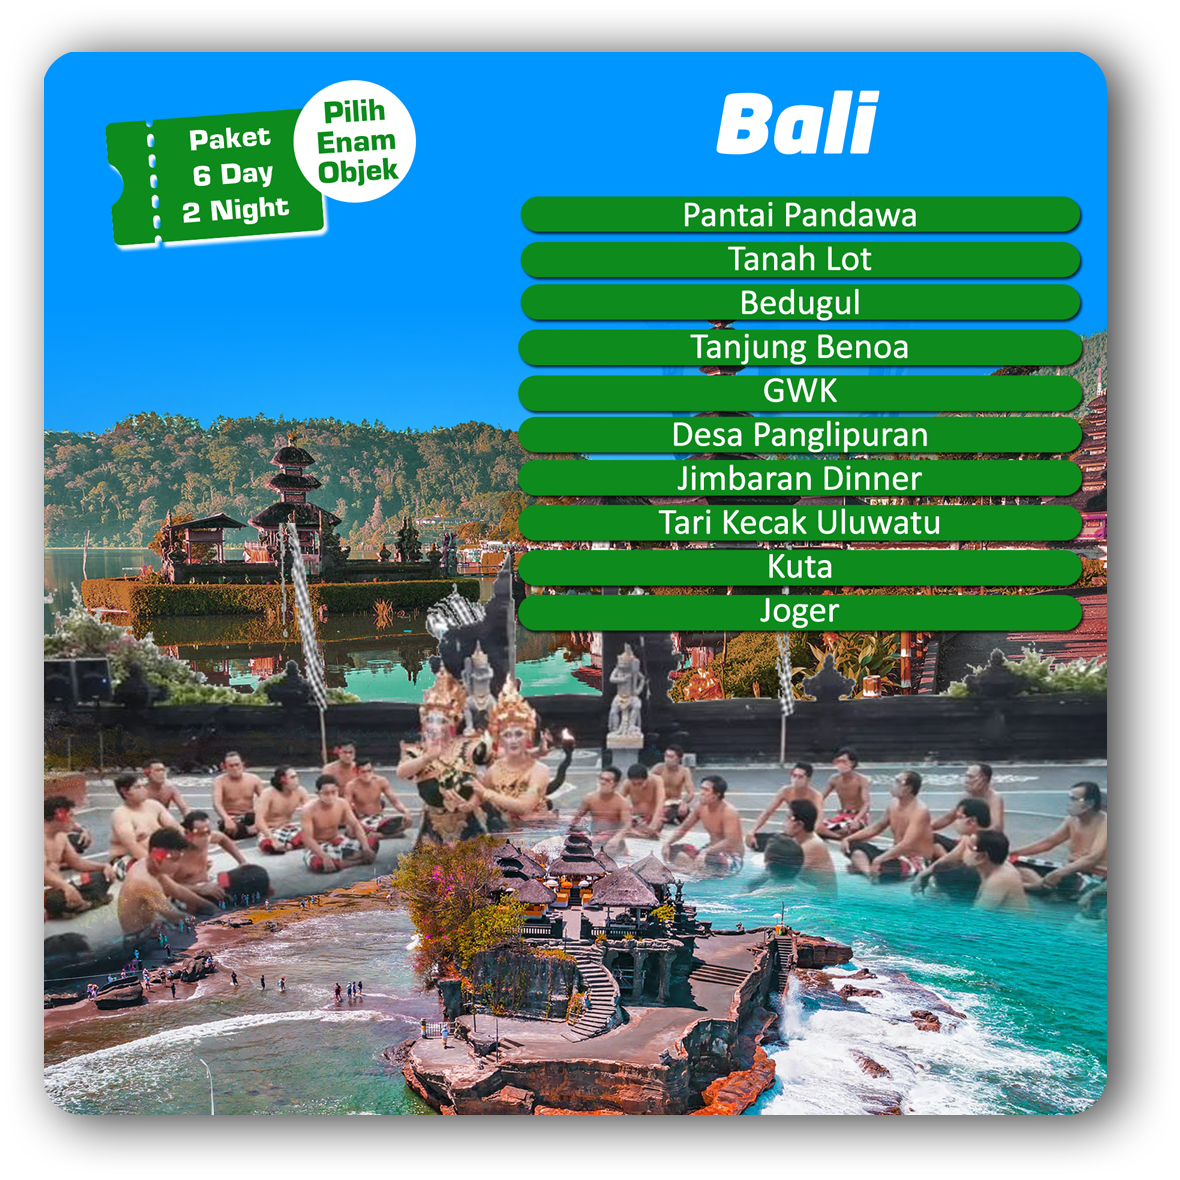 Paket
6 Day
2 Night
Pilih
Enam
Objek
Bali
Pantai Pandawa
Tanah Lot
Bedugul
Tanjung Benoa
GWK
Desa Panglipuran
Jimbaran Dinner
Tari Kecak Uluwatu
Kuta
Joger